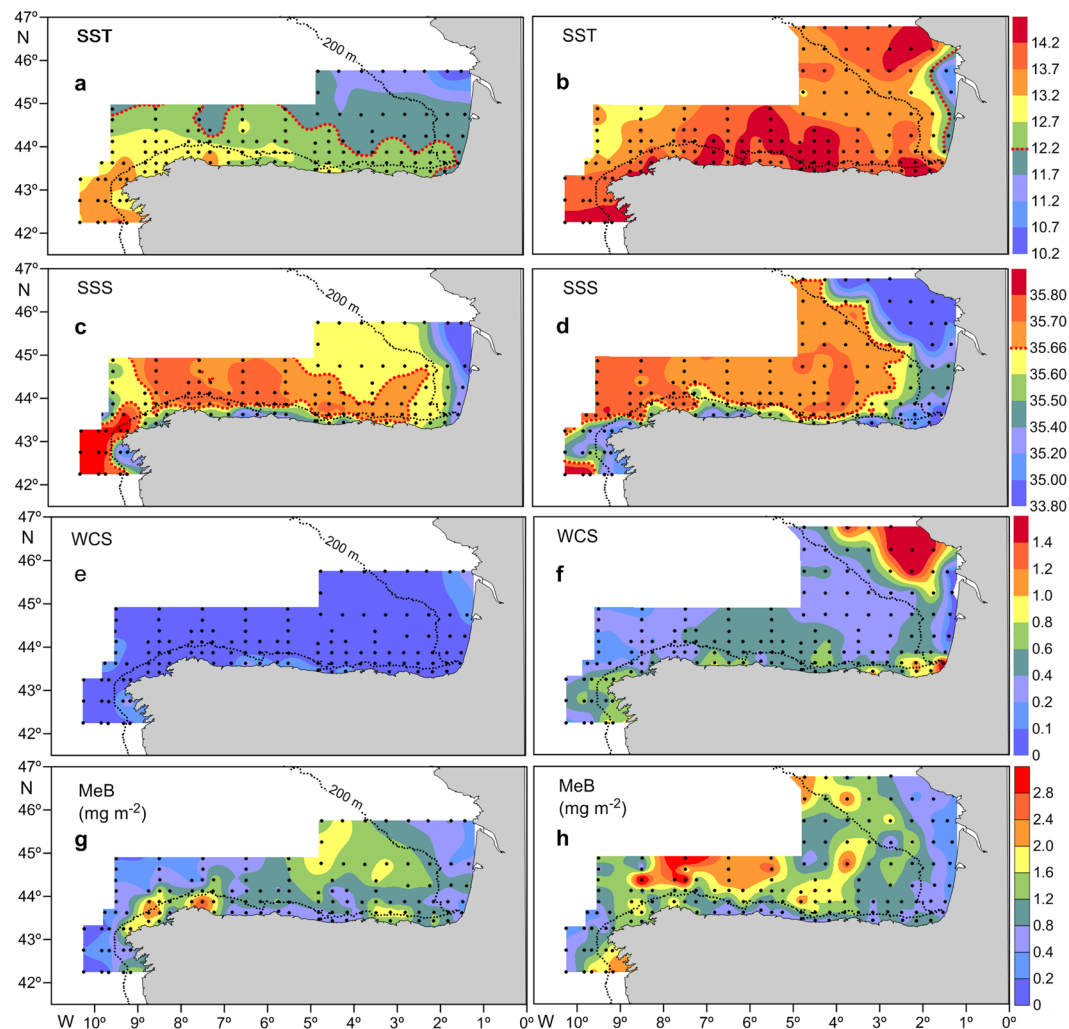 47º
N
46º
45º
44º
43º
42º
SST
a
200 m
SST
b
14.2
13.7
13.2
12.7
12.2
11.7
11.2
10.7
10.2
47º
N
46º
45º
44º
43º
42º
SSS
c
200 m
SSS
d
35.80
35.70
35.66
35.60
35.50
35.40
35.20
35.00
33.80
47º
N
46º
45º
44º
43º
42º
WCS
e
200 m
WCS
f
1.4
1.2
1.0
0.8
0.6
0.4
0.2
0.1
0
47º
N
46º
45º
44º
43º
42º
MeB
(mg m-2)
g
200 m
MeB
(mg m-2)
h
2.8
2.4
2.0
1.6
1.2
0.8
0.4
0.2
0
W 10º 9º 8º 7º 6º 5º 4º 3º 2º 1º 0º W 10º 9º 8º 7º 6º 5º 4º 3º 2º 1º 0º